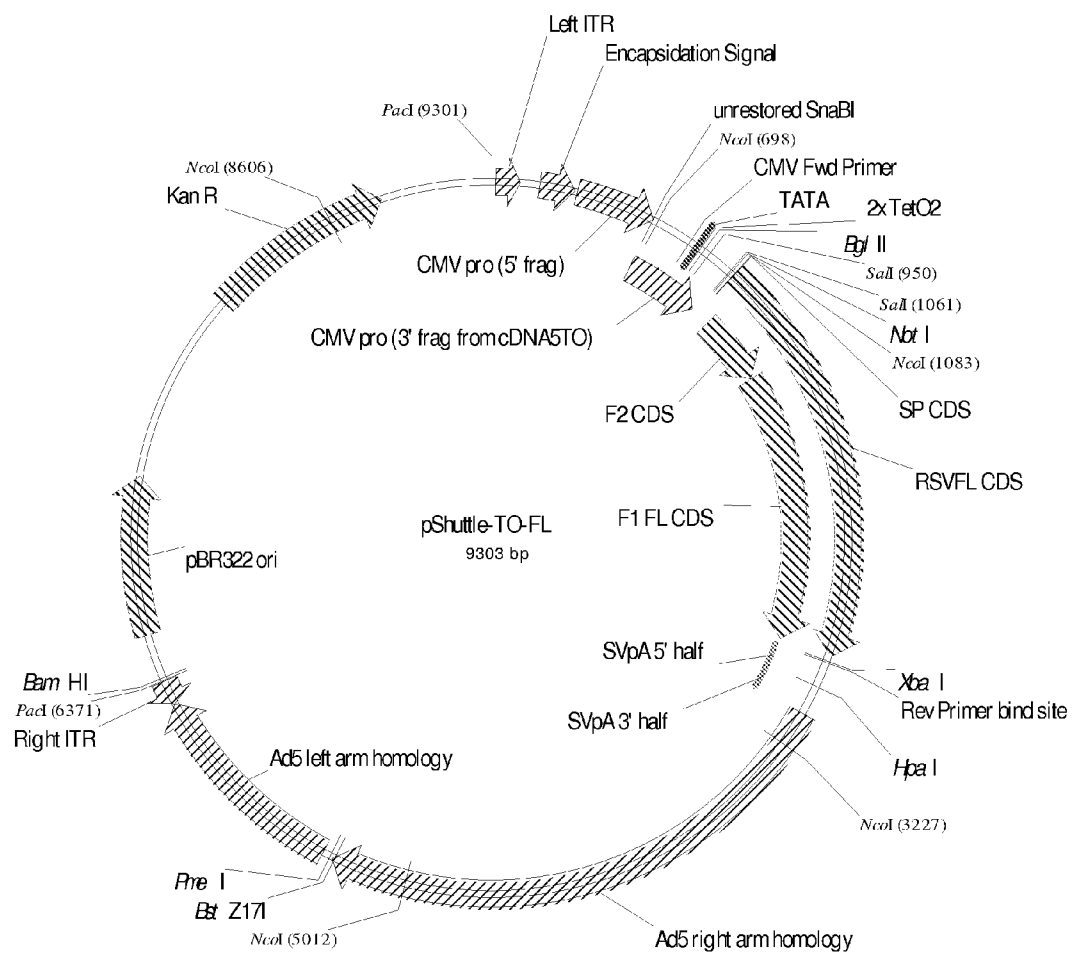 Left ITR
Encapsidation Signal
PacI (9301)
unrestored SnaBI
NcoI (698)
CMV Fwd Primer
TATA
2x TetO2
Bgl II
SalI (950)
SalI (1061)
Not I
NcoI (1083)
SP CDS
RSVFL CDS
NcoI (8606)
Kan R
CMV pro (5' frag)
CMV pro (3' frag from cDNA5TO)
F2 CDS
F1 FL CDS
pShuttle-TO-FL
9303 bp
pBR322 ori
SVpA 5' half
SVpA 3' half
Xba I
Rev Primer bind site
Hpa I
NcoI (3227)
Bam HI
PacI (6371)
Right ITR
Ad5 left arm homology
Pme I
Bst Z17I
NcoI (5012)
Ad5 right arm homology